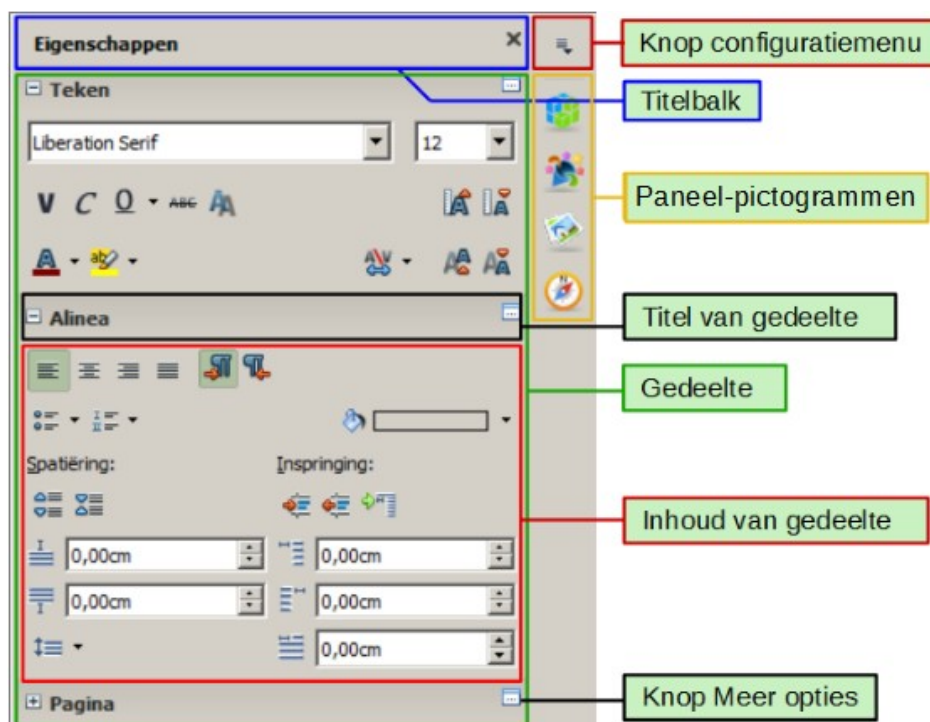 Eigenschappen
Knop configuratiemenu
Teken
Titelbalk
Liberation Serif
12
V C O ABC AA
Paneel-pictogrammen
Alinea
Titel van gedeelte
Gedeelte
Spatiëring:
Inspringing:
Inhoud van gedeelte
0,00cm
0,00cm
0,00cm
0,00cm
0,00cm
Pagina
Knop Meer opties